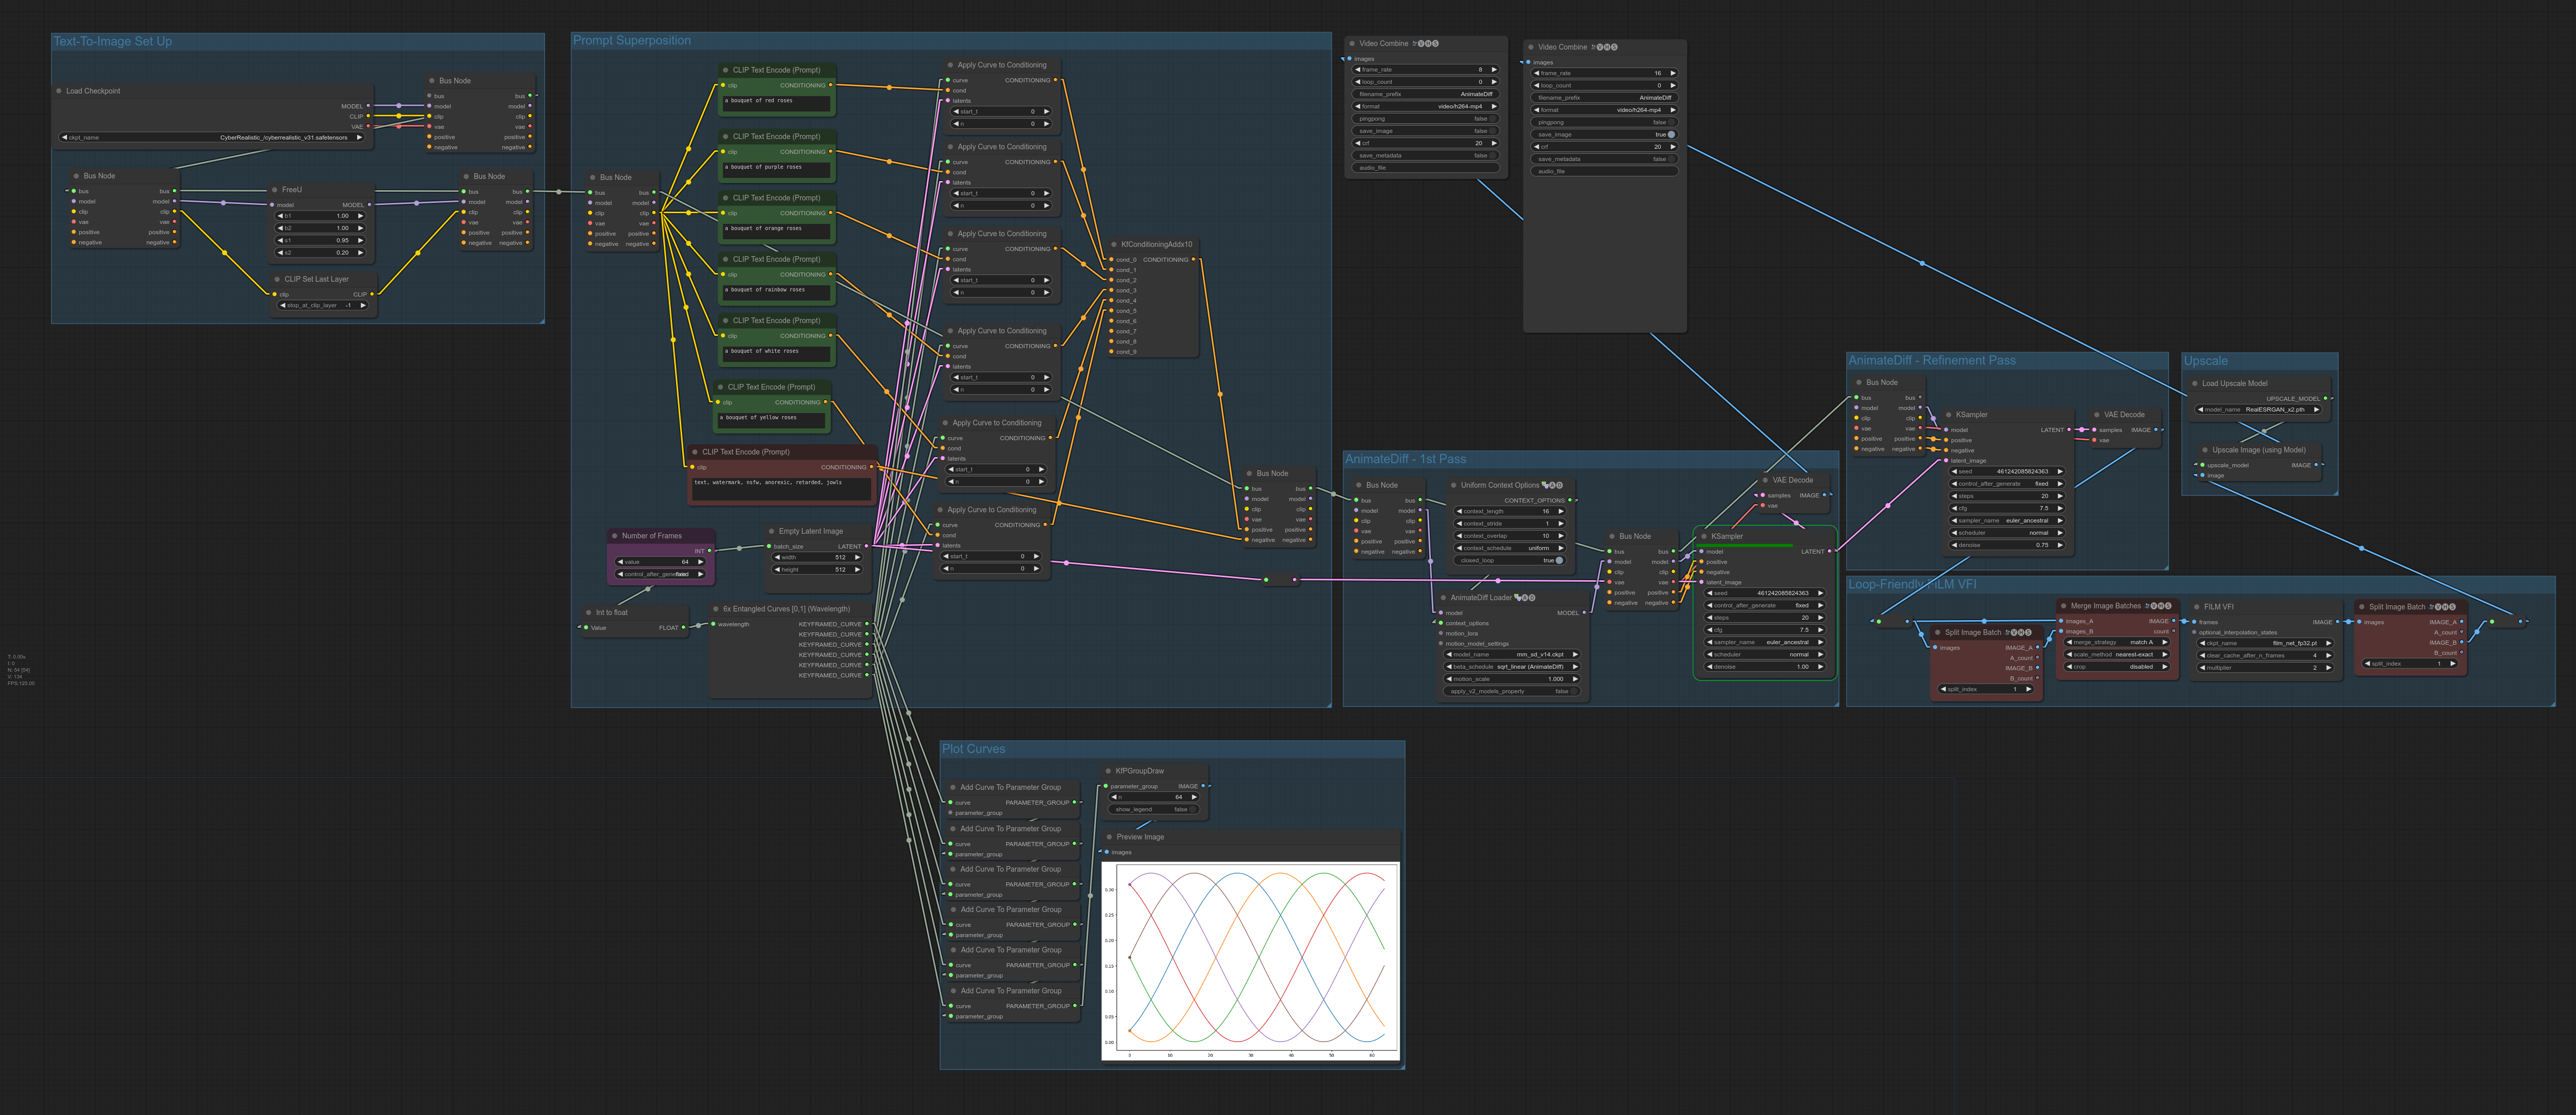 Text-To-Image Set Up
Load Checkpoint
MODEL
CLIP
VAE
ckpt_name CyberRealistic_/cyberrealistic_v31.safetensors
Bus Node
bus bus
model model
clip clip
vae vae
positive positive
negative negative
Bus Node
bus bus
model model
clip clip
vae vae
positive positive
negative negative
FreeU
model MODEL
b1 1.00
b2 1.00
s1 0.95
s2 0.20
CLIP Set Last Layer
clip CLIP
stop_at_clip_layer -1
Bus Node
bus bus
model model
clip clip
vae vae
positive positive
negative negative
Prompt Superposition
Bus Node
bus bus
model model
clip clip
vae vae
positive positive
negative negative
CLIP Text Encode (Prompt)
clip CONDITIONING
a bouquet of red roses
CLIP Text Encode (Prompt)
clip CONDITIONING
a bouquet of purple roses
CLIP Text Encode (Prompt)
clip CONDITIONING
a bouquet of orange roses
CLIP Text Encode (Prompt)
clip CONDITIONING
a bouquet of rainbow roses
CLIP Text Encode (Prompt)
clip CONDITIONING
a bouquet of white roses
CLIP Text Encode (Prompt)
clip CONDITIONING
a bouquet of yellow roses
CLIP Text Encode (Prompt)
clip CONDITIONING
text, watermark, nsfw, anorexic, retarded, jowls
Number of Frames
INT
value 64
control_after_generate fixed
Empty Latent Image
batch_size LATENT
width 512
height 512
Int to float
Value FLOAT
6x Entangled Curves [0,1] (Wavelength)
wavelength KEYFRAMED_CURVE
KEYFRAMED_CURVE
KEYFRAMED_CURVE
KEYFRAMED_CURVE
KEYFRAMED_CURVE
KEYFRAMED_CURVE
Apply Curve to Conditioning
curve CONDITIONING
cond
latents
start_t 0
n 0
Apply Curve to Conditioning
curve CONDITIONING
cond
latents
start_t 0
n 0
Apply Curve to Conditioning
curve CONDITIONING
cond
latents
start_t 0
n 0
Apply Curve to Conditioning
curve CONDITIONING
cond
latents
start_t 0
n 0
Apply Curve to Conditioning
curve CONDITIONING
cond
latents
start_t 0
n 0
Apply Curve to Conditioning
curve CONDITIONING
cond
latents
start_t 0
n 0
KfConditioningAddx10
cond_0 CONDITIONING
cond_1
cond_2
cond_3
cond_4
cond_5
cond_6
cond_7
cond_8
cond_9
Bus Node
bus bus
model model
clip clip
vae vae
positive positive
negative negative
Video Combine
images
frame_rate 8
loop_count 0
filename_prefix AnimateDiff
format video/h264-mp4
pingpong false
save_image false
crf 20
save_metadata false
audio_file
Video Combine
images
frame_rate 16
loop_count 0
filename_prefix AnimateDiff
format video/h264-mp4
pingpong false
save_image true
crf 20
save_metadata false
audio_file
AnimateDiff - 1st Pass
Bus Node
bus bus
model model
clip clip
vae vae
positive positive
negative negative
Uniform Context Options
CONTEXT_OPTIONS
context_length 16
context_stride 1
context_overlap 10
context_schedule uniform
closed_loop true
AnimateDiff Loader
model MODEL
context_options
motion_lora
motion_model_settings
model_name mm_sd_v14.ckpt
beta_schedule sqrt_linear (AnimateDiff)
motion_scale 1.000
apply_v2_models_properly false
Bus Node
bus bus
model model
clip clip
vae vae
positive positive
negative negative
VAE Decode
samples IMAGE
vae
KSampler
model LATENT
positive
negative
latent_image
seed 461242085824363
control_after_generate fixed
steps 20
cfg 7.5
sampler_name euler_ancestral
scheduler normal
denoise 1.00
AnimateDiff - Refinement Pass
Bus Node
bus bus
model model
clip clip
vae vae
positive positive
negative negative
KSampler
model LATENT
positive
negative
latent_image
seed 461242085824363
control_after_generate fixed
steps 20
cfg 7.5
sampler_name euler_ancestral
scheduler normal
denoise 0.75
VAE Decode
samples IMAGE
vae
Upscale
Load Upscale Model
UPSCALE_MODEL
model_name RealESRGAN_x2.pth
Upscale Image (using Model)
upscale_model IMAGE
image
Loop-Friendly FILM VFI
Split Image Batch
images IMAGE_A
A_count
IMAGE_B
B_count
split_index 1
Merge Image Batches
images_A IMAGE
images_B count
merge_strategy match A
scale_method nearest-exact
crop disabled
FILM VFI
frames IMAGE
optional_interpolation_states
ckpt_name film_net_fp32.pt
clear_cache_after_n_frames 4
multiplier 2
Split Image Batch
images IMAGE_A
A_count
IMAGE_B
B_count
split_index 1
T: 0.00s
I: 0
N: 54 [54]
V: 134
FPS:125.00
Plot Curves
Add Curve To Parameter Group
curve PARAMETER_GROUP
parameter_group
Add Curve To Parameter Group
curve PARAMETER_GROUP
parameter_group
Add Curve To Parameter Group
curve PARAMETER_GROUP
parameter_group
Add Curve To Parameter Group
curve PARAMETER_GROUP
parameter_group
Add Curve To Parameter Group
curve PARAMETER_GROUP
parameter_group
Add Curve To Parameter Group
curve PARAMETER_GROUP
parameter_group
KfPGroupDraw
parameter_group IMAGE
n 64
show_legend false
Preview Image
images
0.30
0.25
0.20
0.15
0.10
0.05
0.00
0 10 20 30 40 50 60